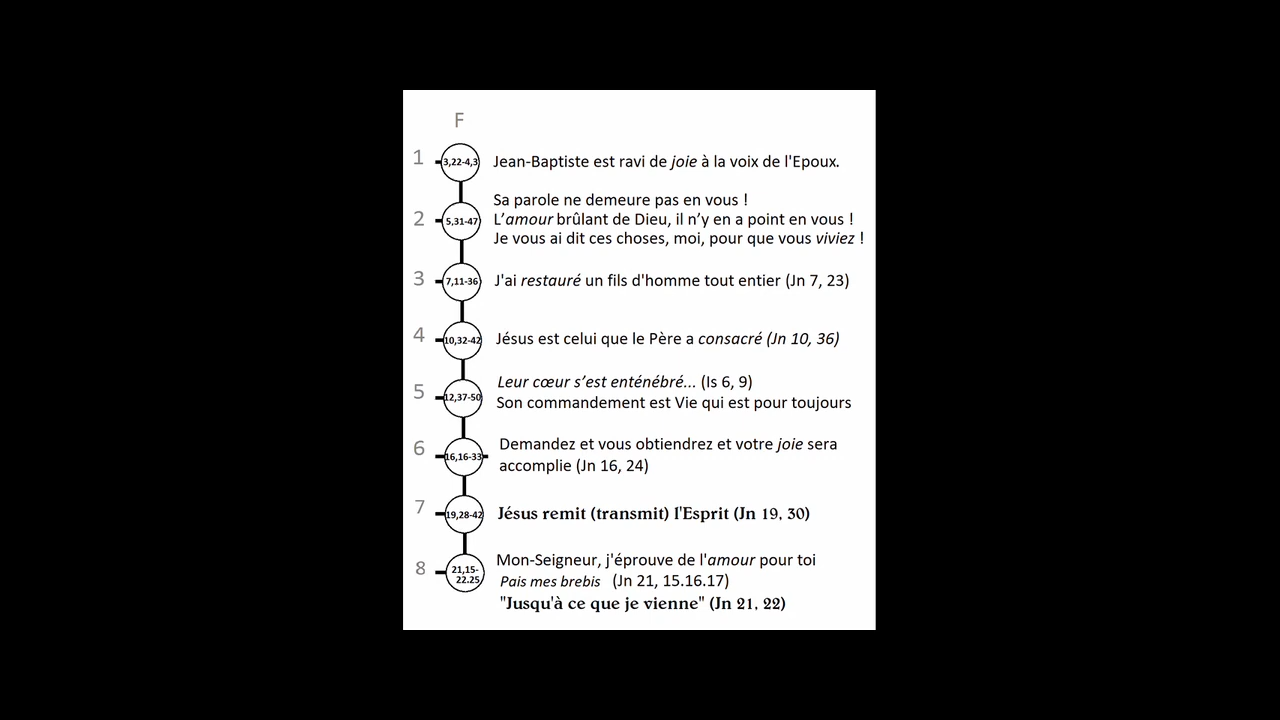 F
1 3,22-4,3 Jean-Baptiste est ravi de joie à la voix de l'Epoux.
Sa parole ne demeure pas en vous !
2 5,31-47 L’amour brûlant de Dieu, il n’y en a point en vous !
Je vous ai dit ces choses, moi, pour que vous viviez !
3 7,11-36 J'ai restauré un fils d'homme tout entier (Jn 7, 23)
4 10,32-42 Jésus est celui que le Père a consacré (Jn 10, 36)
Leur cœur s’est enténébré... (Is 6, 9)
5 12,37-50 Son commandement est Vie qui est pour toujours
6 16,16-33 Demandez et vous obtiendrez et votre joie sera
accomplie (Jn 16, 24)
7 19,28-42 Jésus remit (transmit) l'Esprit (Jn 19, 30)
Mon-Seigneur, j'éprouve de l'amour pour toi
8 21,15-
22.25 Pais mes brebis (Jn 21, 15.16.17)
"Jusqu'à ce que je vienne" (Jn 21, 22)